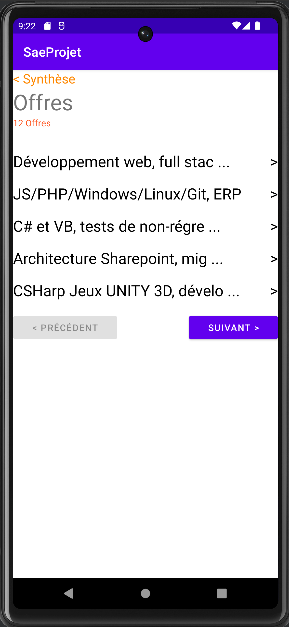 9:22
SaeProjet
< Synthèse
Offres
12 Offres
Développement web, full stac ... >
JS/PHP/Windows/Linux/Git, ERP >
C# et VB, tests de non-régre ... >
Architecture Sharepoint, mig ... >
CSHarp Jeux UNITY 3D, dévelo ... >
< PRÉCÉDENT SUIVANT >